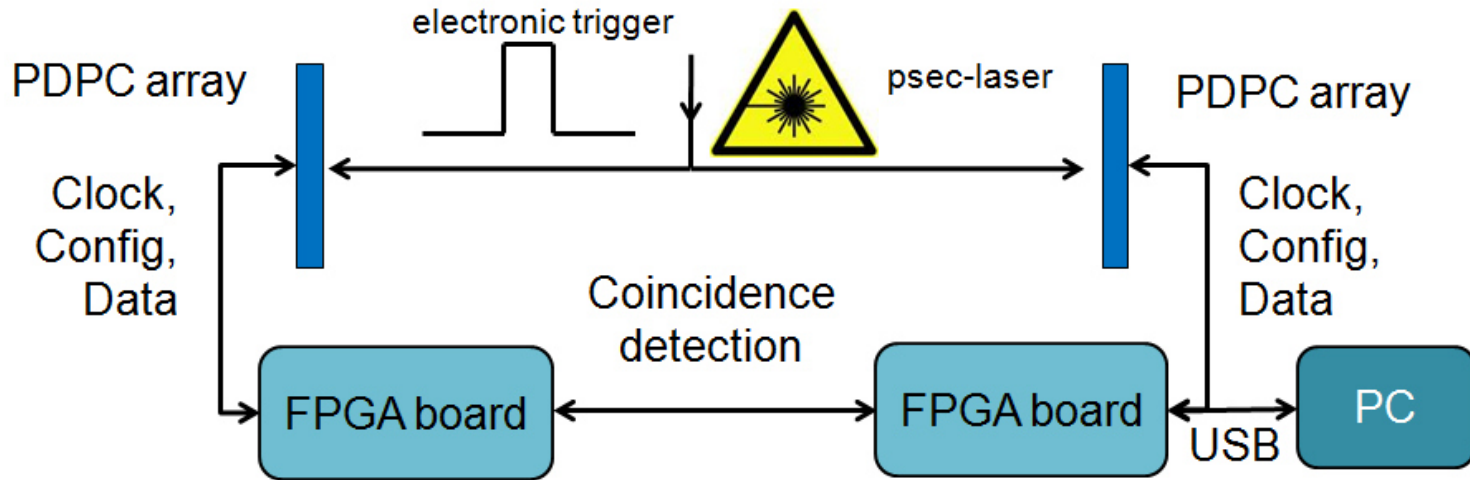 electronic trigger
PDPC array
psec-laser
PDPC array
Clock,
Config,
Data
Clock,
Config,
Data
Coincidence
detection
FPGA board
FPGA board
USB
PC